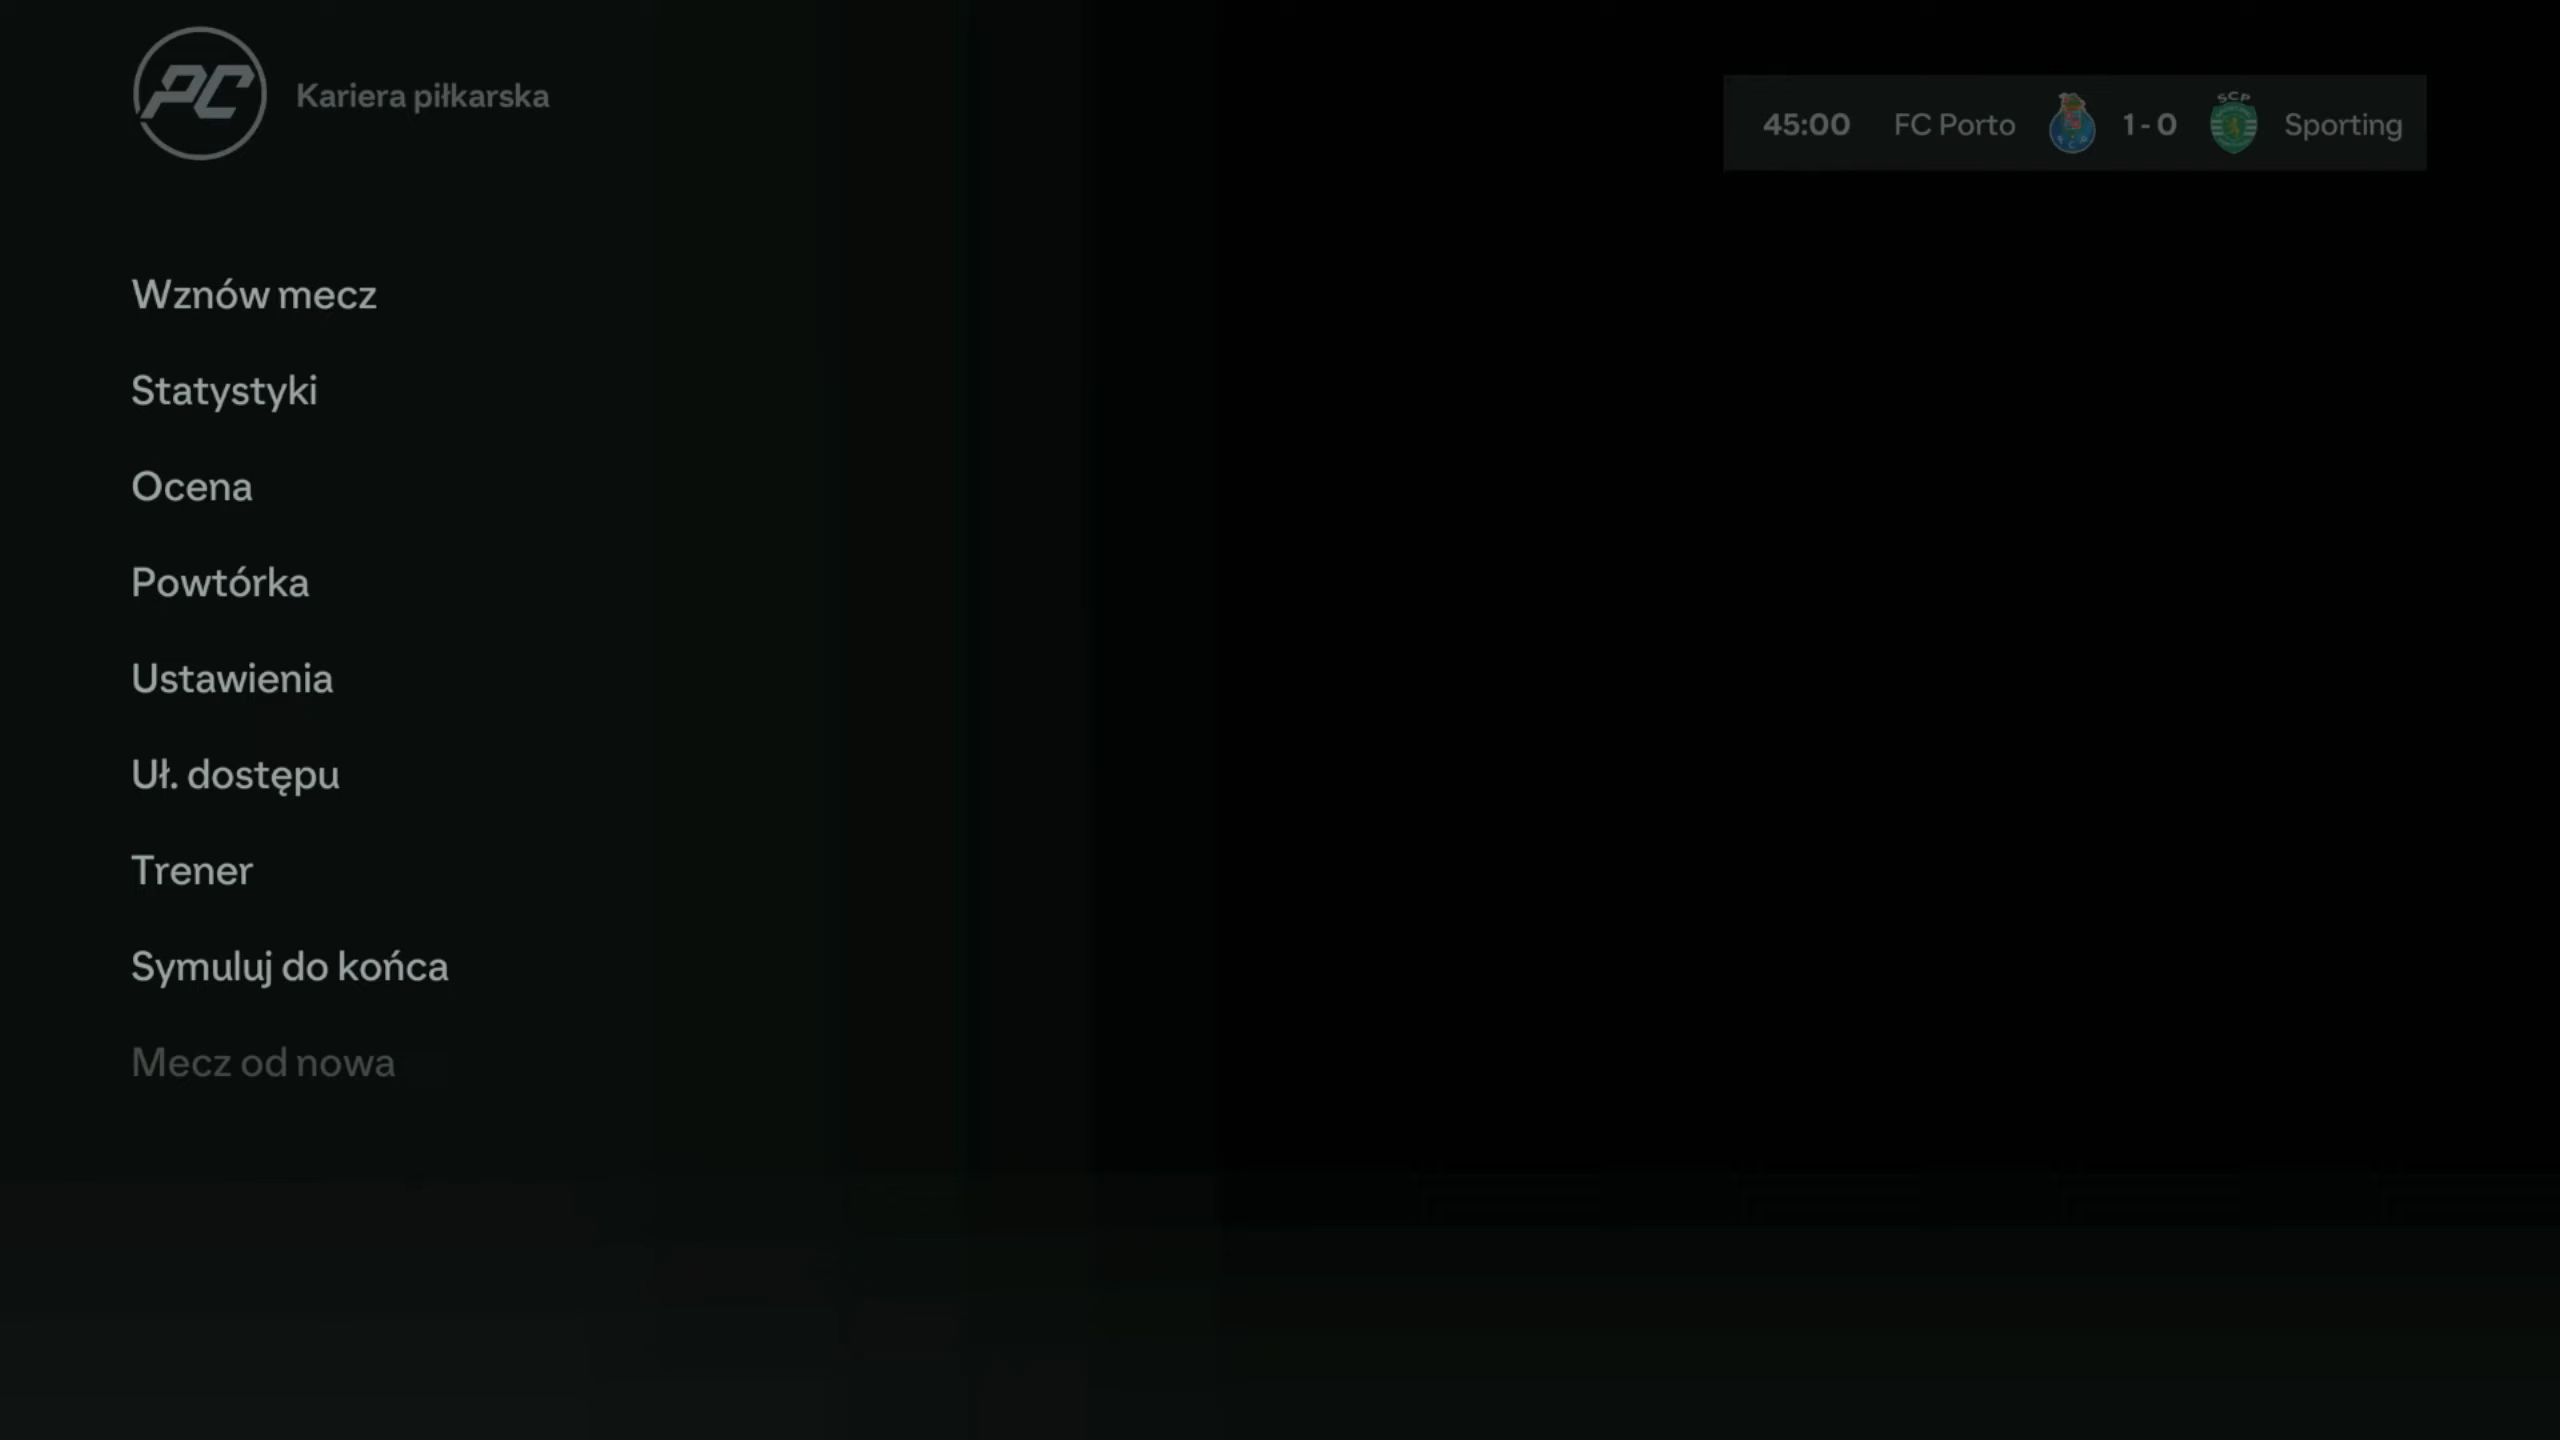 PC Kariera piłkarska
45:00 FC Porto 1 - 0 SCP Sporting
Wznów mecz
Statystyki
Ocena
Powtórka
Ustawienia
Uł. dostępu
Trener
Symuluj do końca
Mecz od nowa